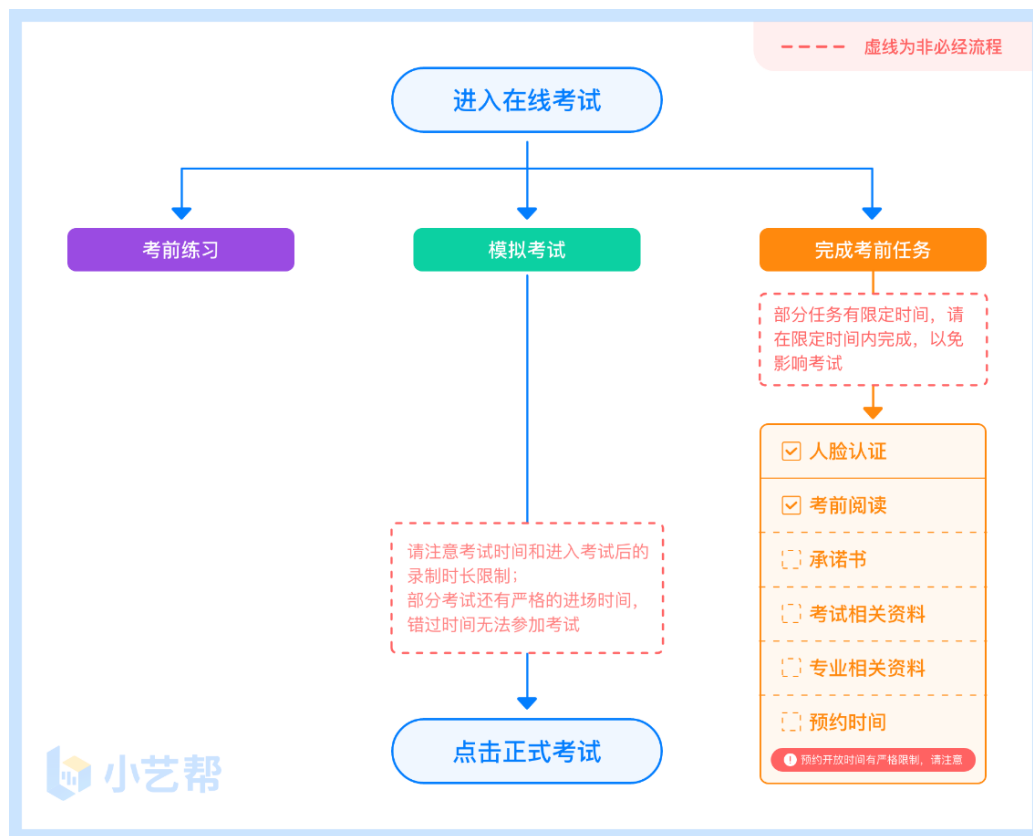 虚线为非必经流程
进入在线考试
考前练习
模拟考试
完成考前任务
部分任务有限定时间，请
在限定时间内完成，以免
影响考试
人脸认证
考前阅读
承诺书
考试相关资料
专业相关资料
预约时间
预约开放时间有严格限制，请注意
请注意考试时间和进入考试后的
录制时长限制；
部分考试还有严格的进场时间，
错过时间无法参加考试
点击正式考试
小艺帮